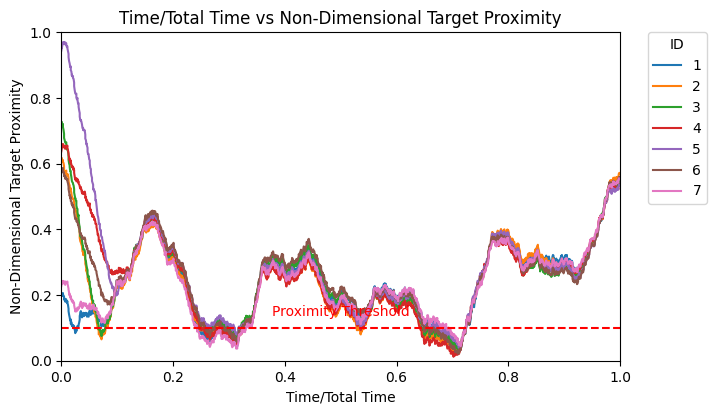 Time/Total Time vs Non-Dimensional Target Proximity
Non-Dimensional Target Proximity
1.0
0.8
0.6
0.4
0.2
0.0
Proximity Threshold
0.0 0.2 0.4 0.6 0.8 1.0
Time/Total Time
ID
1
2
3
4
5
6
7